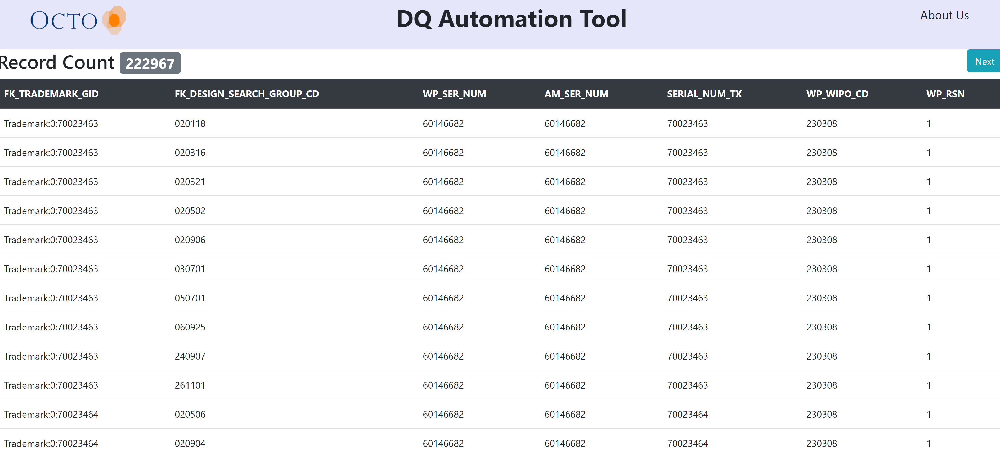 OCTO
DQ Automation Tool
About Us
Record Count 222967
Next
FK_TRADEMARK_GID FK_DESIGN_SEARCH_GROUP_CD WP_SER_NUM AM_SER_NUM SERIAL_NUM_TX WP_WIPO_CD WP_RSN
Trademark:0:70023463 020118 60146682 60146682 70023463 230308 1
Trademark:0:70023463 020316 60146682 60146682 70023463 230308 1
Trademark:0:70023463 020321 60146682 60146682 70023463 230308 1
Trademark:0:70023463 020502 60146682 60146682 70023463 230308 1
Trademark:0:70023463 020906 60146682 60146682 70023463 230308 1
Trademark:0:70023463 030701 60146682 60146682 70023463 230308 1
Trademark:0:70023463 050701 60146682 60146682 70023463 230308 1
Trademark:0:70023463 060925 60146682 60146682 70023463 230308 1
Trademark:0:70023463 240907 60146682 60146682 70023463 230308 1
Trademark:0:70023463 261101 60146682 60146682 70023463 230308 1
Trademark:0:70023464 020506 60146682 60146682 70023464 230308 1
Trademark:0:70023464 020904 60146682 60146682 70023464 230308 1